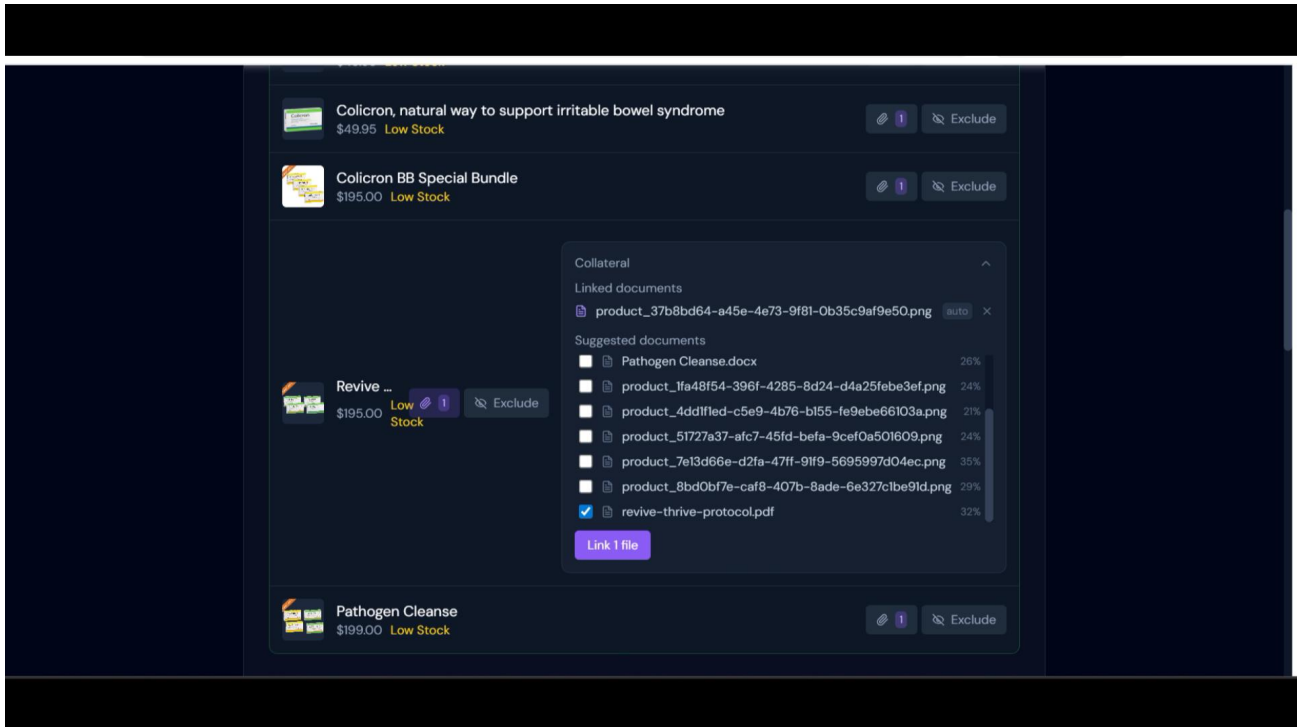 Colicron, natural way to support irritable bowel syndrome
$49.95 Low Stock
1 Exclude
Colicron BB Special Bundle
$195.00 Low Stock
1 Exclude
Revive ...
$195.00 Low Stock
1 Exclude
Collateral
Linked documents
product_37b8bd64-a45e-4e73-9f81-0b35c9af9e50.png auto
Suggested documents
Pathogen Cleanse.docx 26%
product_1fa48f54-396f-4285-8d24-d4a25febe3ef.png 24%
product_4dd1f1ed-c5e9-4b76-b155-fe9ebe66103a.png 21%
product_51727a37-afc7-45fd-befa-9cef0a501609.png 24%
product_7e13d66e-d2fa-47ff-91f9-5695997d04ec.png 35%
product_8bd0bf7e-caf8-407b-8ade-6e327c1be91d.png 29%
revive-thrive-protocol.pdf 32%
Link 1 file
Pathogen Cleanse
$199.00 Low Stock
1 Exclude